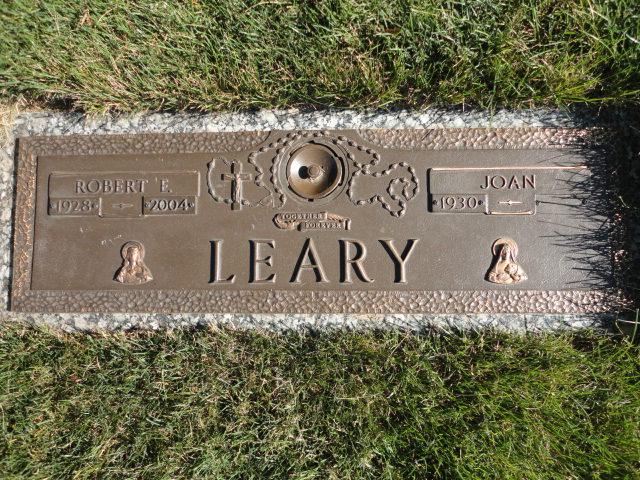 ROBERT E.
1928 - 2004
JOAN
1930 -
TOGETHER
FOREVER
LEARY